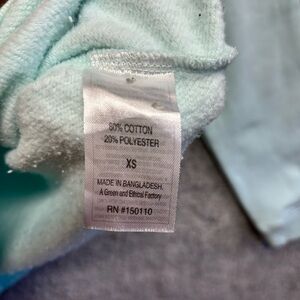 80% COTTON
20% POLYESTER
XS
MADE IN BANGLADESH.
A Green and Ethical Factory
RN #150110